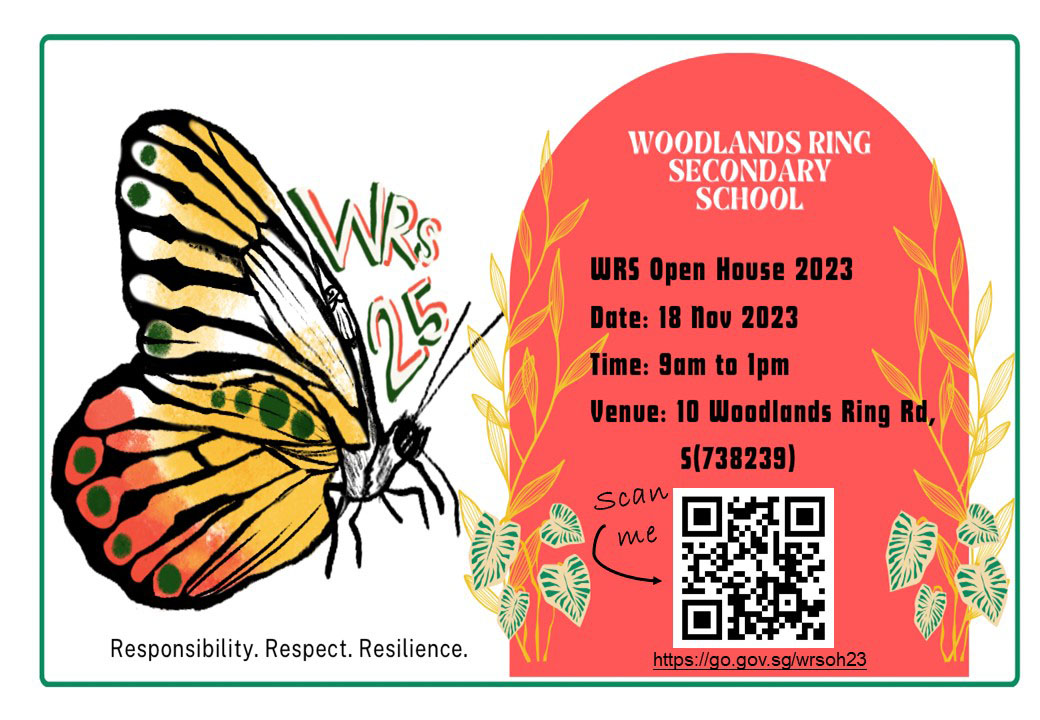 WRS
25
Responsibility. Respect. Resilience.
WOODLANDS RING
SECONDARY
SCHOOL
WRS Open House 2023
Date: 18 Nov 2023
Time: 9am to 1pm
Venue: 10 Woodlands Ring Rd,
S(738239)
scan
me
https://go.gov.sg/wrsoh23